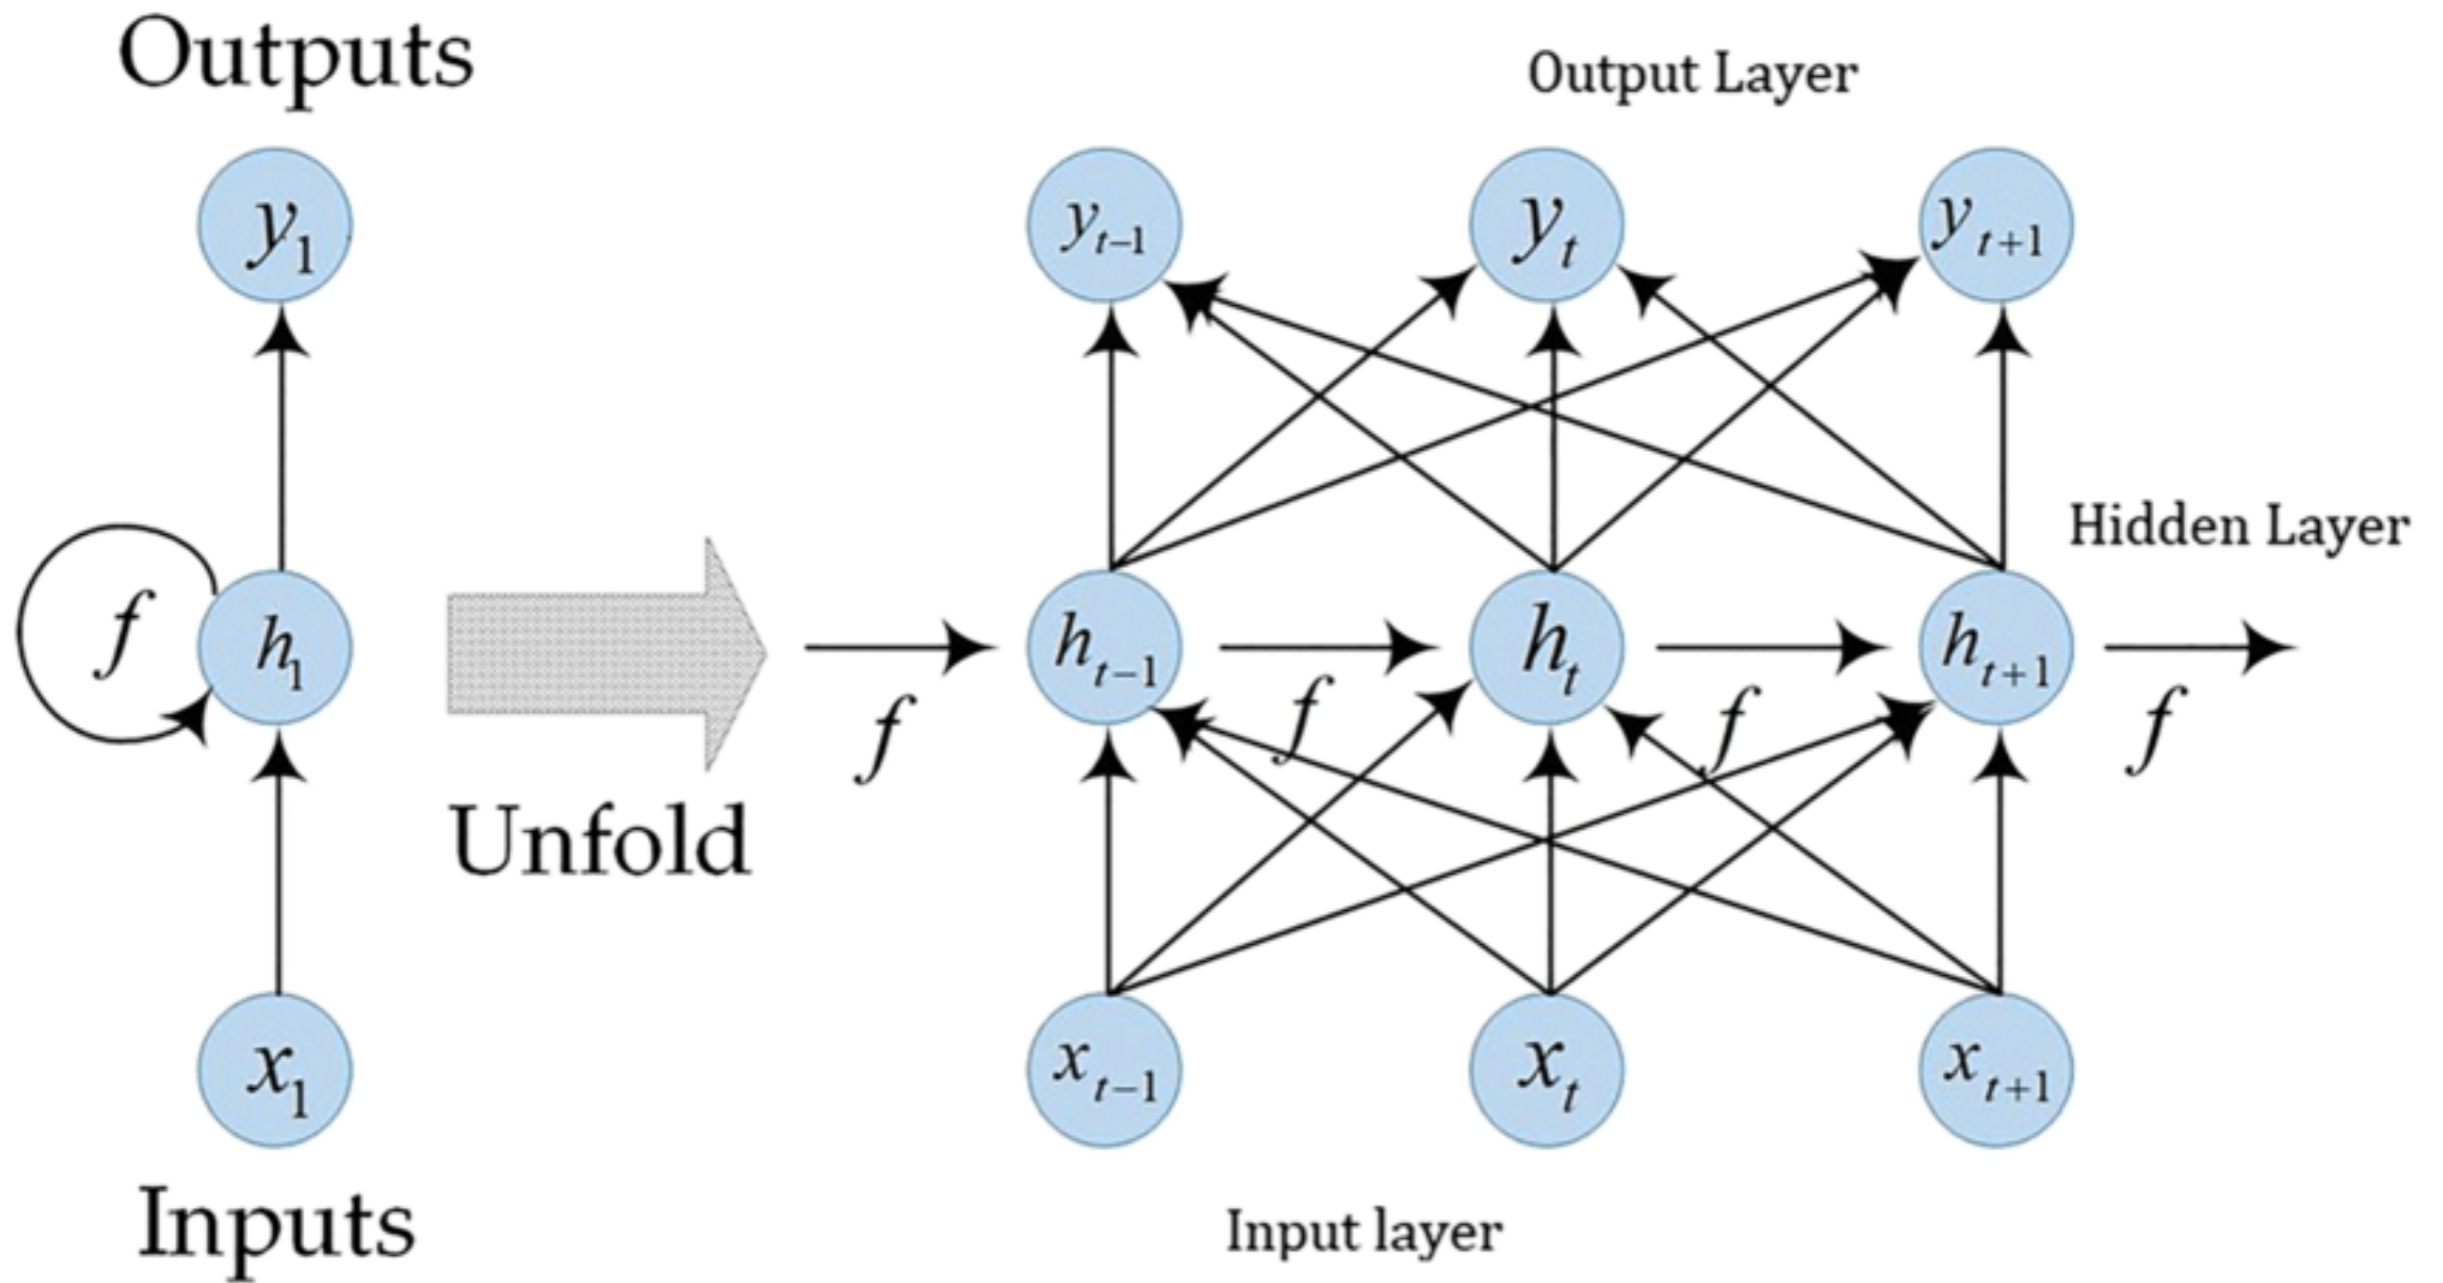 Outputs
y₁
f
h₁
x₁
Inputs
Unfold
Output Layer
yₜ₋₁
yₜ
yₜ₊₁
Hidden Layer
hₜ₋₁
hₜ
hₜ₊₁
f
f
f
f
xₜ₋₁
xₜ
xₜ₊₁
Input layer